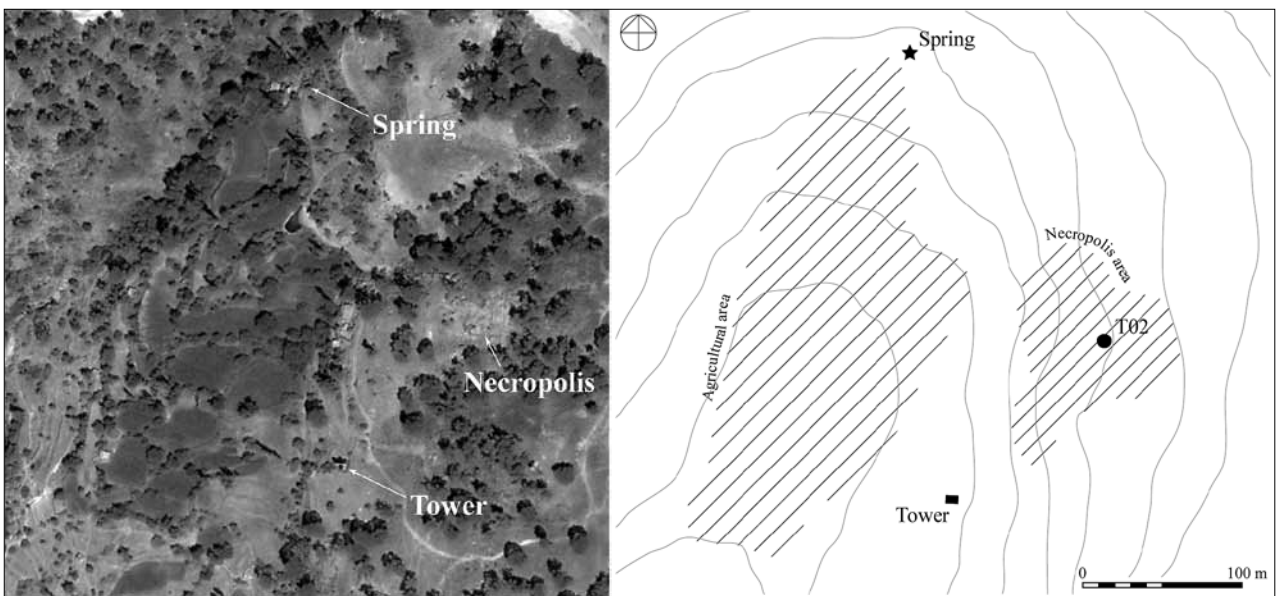 Spring
Necropolis
Tower
Spring
Necropolis area
T02
Agricultural area
Tower
0
100 m